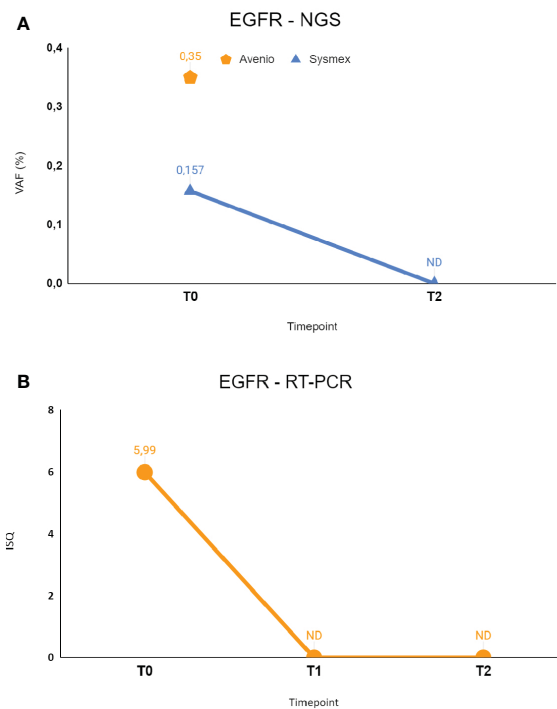 A
EGFR - NGS
0,35
Avenio
Sysmex
0,4
0,3
0,2
0,1
0,0
VAF (%)
0,157
ND
T0
T2
Timepoint
B
EGFR - RT-PCR
8
6
4
2
0
ISQ
5,99
ND
ND
T0
T1
T2
Timepoint